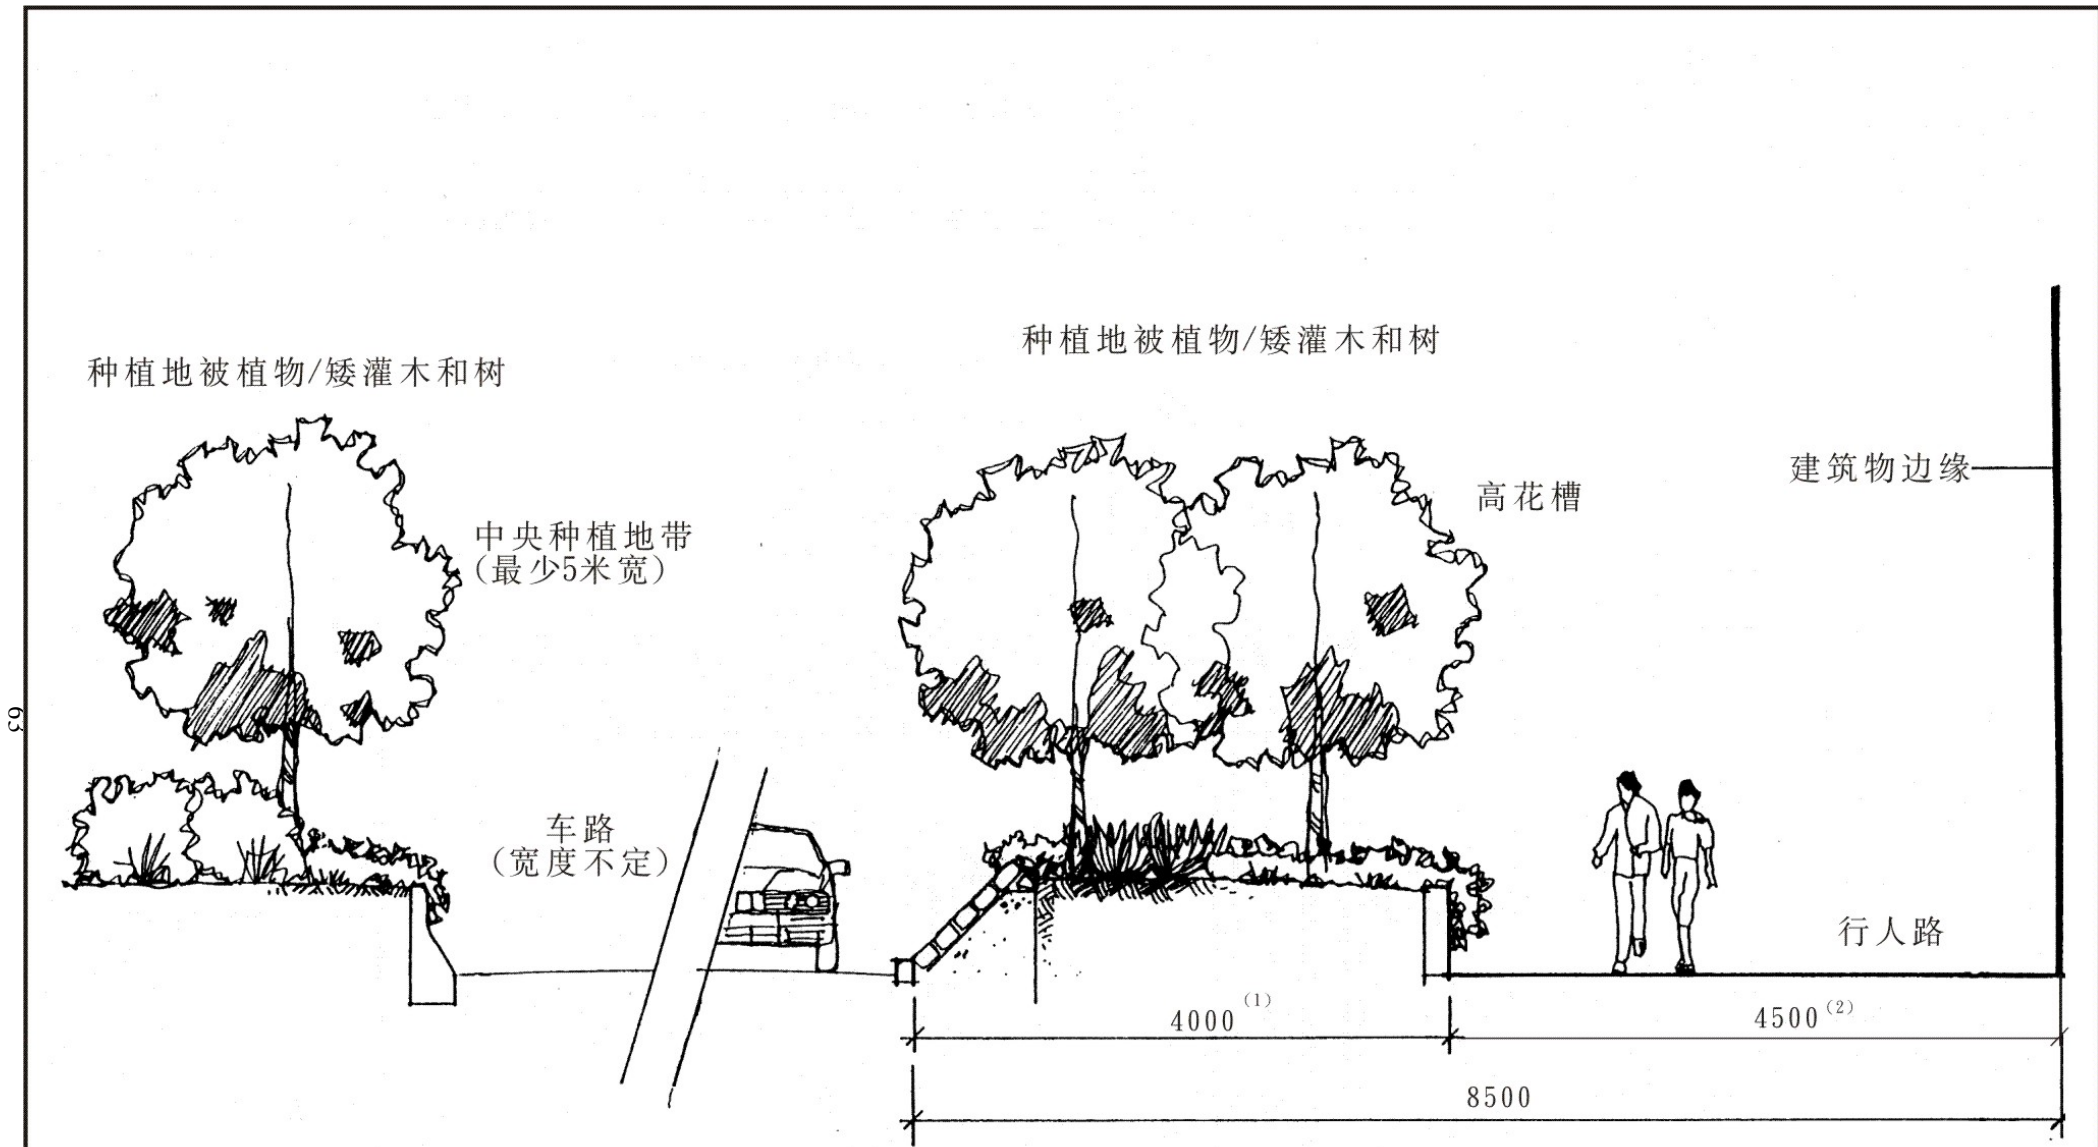 种植地被植物/矮灌木和树
种植地被植物/矮灌木和树
建筑物边缘
高花槽
中央种植地带
(最少5米宽)
车路
(宽度不定)
行人路
4000(1)
4500(2)
8500
63